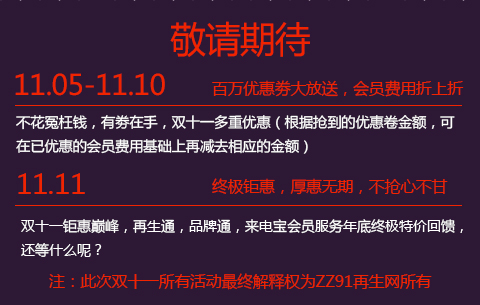 敬请期待
11.05-11.10 百万优惠劵大放送，会员费用折上折
不花冤枉钱，有劵在手，双十一多重优惠（根据抢到的优惠卷金额，可
在已优惠的会员费用基础上再减去相应的金额）
11.11 终极钜惠，厚惠无期，不抢心不甘
双十一钜惠巅峰，再生通，品牌通，来电宝会员服务年底终极特价回馈，
还等什么呢？
注：此次双十一所有活动最终解释权为ZZ91再生网所有